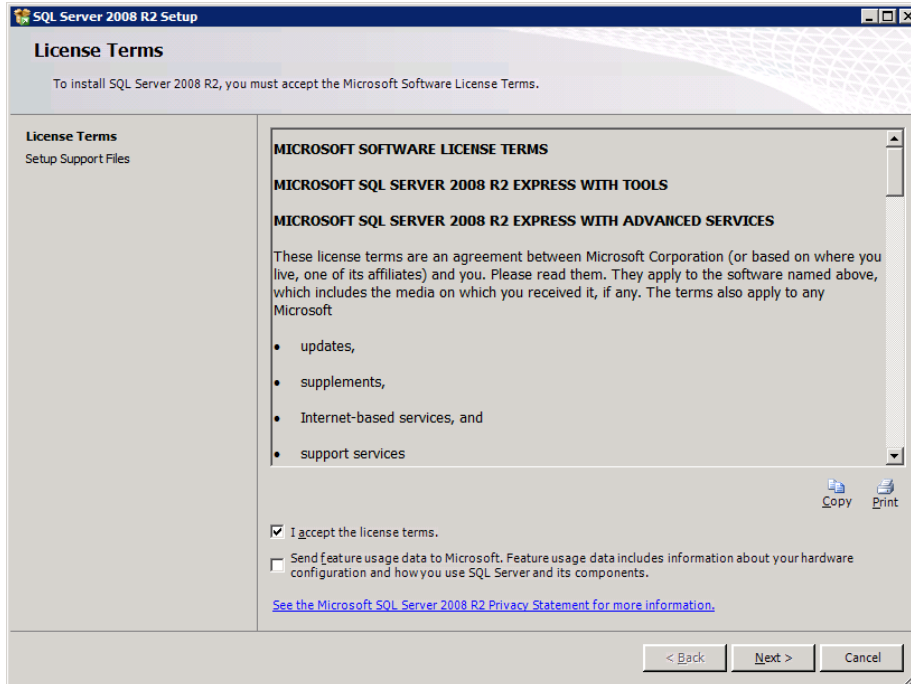 SQL Server 2008 R2 Setup
License Terms
To install SQL Server 2008 R2, you must accept the Microsoft Software License Terms.
License Terms
Setup Support Files
MICROSOFT SOFTWARE LICENSE TERMS
MICROSOFT SQL SERVER 2008 R2 EXPRESS WITH TOOLS
MICROSOFT SQL SERVER 2008 R2 EXPRESS WITH ADVANCED SERVICES
These license terms are an agreement between Microsoft Corporation (or based on where you
live, one of its affiliates) and you. Please read them. They apply to the software named above,
which includes the media on which you received it, if any. The terms also apply to any
Microsoft
• updates,
• supplements,
• Internet-based services, and
• support services
Copy Print
I accept the license terms.
Send feature usage data to Microsoft. Feature usage data includes information about your hardware
configuration and how you use SQL Server and its components.
See the Microsoft SQL Server 2008 R2 Privacy Statement for more information.
< Back Next > Cancel